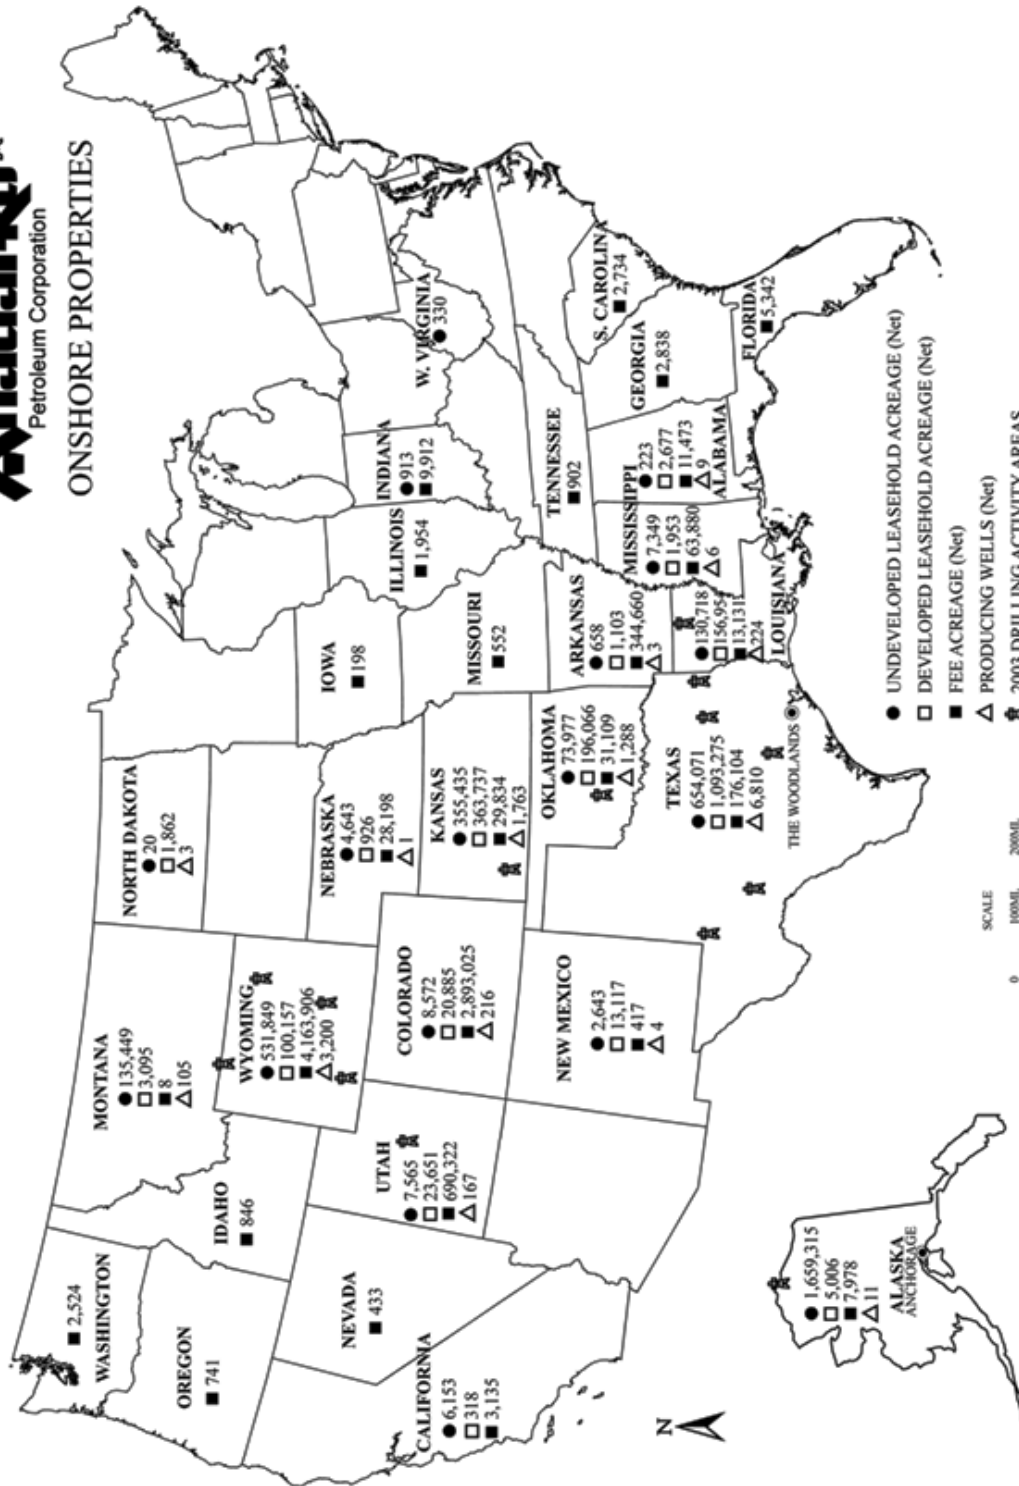 Petroleum Corporation
ONSHORE PROPERTIES
WASHINGTON
■ 2,524
OREGON
■ 741
CALIFORNIA
● 6,153
□ 318
■ 3,135
NEVADA
■ 433
IDAHO
■ 846
MONTANA
● 135,449
□ 3,095
■ 8
△ 105
WYOMING
● 531,849
□ 100,157
■ 4,163,906
△ 3,200
UTAH
● 7,565
□ 23,651
■ 690,322
△ 167
COLORADO
● 8,572
□ 20,885
■ 2,893,025
△ 216
NEW MEXICO
● 2,643
□ 13,117
■ 417
△ 4
NORTH DAKOTA
● 20
□ 1,862
△ 3
NEBRASKA
● 4,643
□ 926
■ 28,198
△ 1
KANSAS
● 355,435
□ 363,737
■ 29,834
△ 1,763
OKLAHOMA
● 73,977
□ 196,066
■ 31,109
△ 1,288
TEXAS
● 654,071
□ 1,093,275
■ 176,104
△ 6,810
THE WOODLANDS
IOWA
■ 198
MISSOURI
■ 552
ARKANSAS
● 658
□ 1,103
■ 344,660
△ 3
● 130,718
□ 156,954
■ 13,131
△ 224
LOUISIANA
ILLINOIS
■ 1,954
INDIANA
● 913
■ 9,912
TENNESSEE
■ 902
MISSISSIPPI
● 7,349
□ 1,953
■ 63,880
△ 6
● 223
□ 2,677
■ 11,473
△ 9
ALABAMA
W. VIRGINIA
● 330
GEORGIA
■ 2,838
S. CAROLINA
■ 2,734
FLORIDA
■ 5,342
● 1,659,315
□ 5,006
■ 7,978
△ 11
ALASKA
ANCHORAGE
N
● UNDEVELOPED LEASEHOLD ACREAGE (Net)
□ DEVELOPED LEASEHOLD ACREAGE (Net)
■ FEE ACREAGE (Net)
△ PRODUCING WELLS (Net)
2003 DRILLING ACTIVITY AREAS
SCALE
0 100ML 200ML